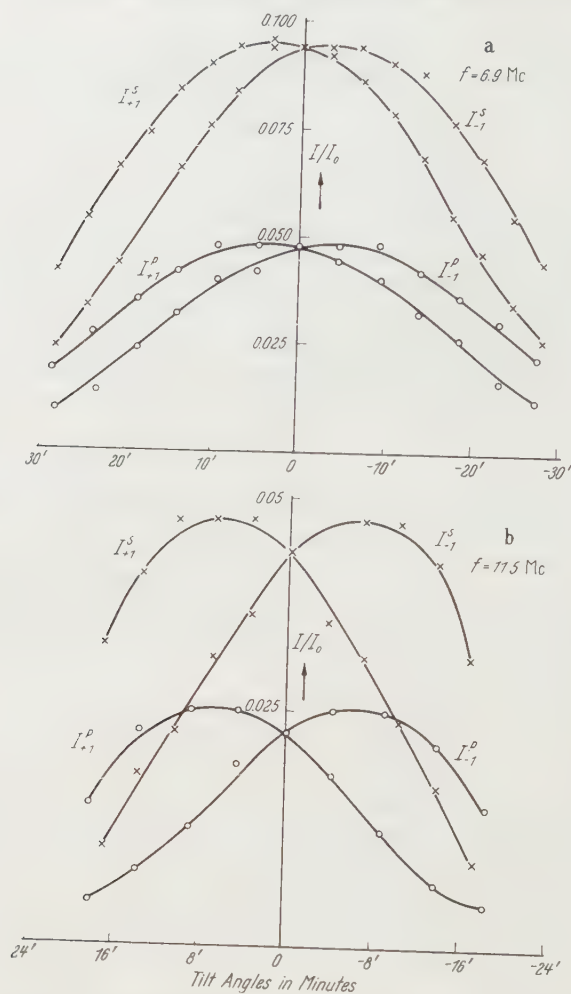 0.100
a
f=6.9 Mc
I^S_+1
I^S_-1
0.075
I/I_0
0.050
I^P_+1
I^P_-1
0.025
30' 20' 10' 0 -10' -20' -30'
0.05
b
f=11.5 Mc
I^S_+1
I^S_-1
I/I_0
0.025
I^P_+1
I^P_-1
24' 16' 8' 0 -8' -16' -24'
Tilt Angles in Minutes